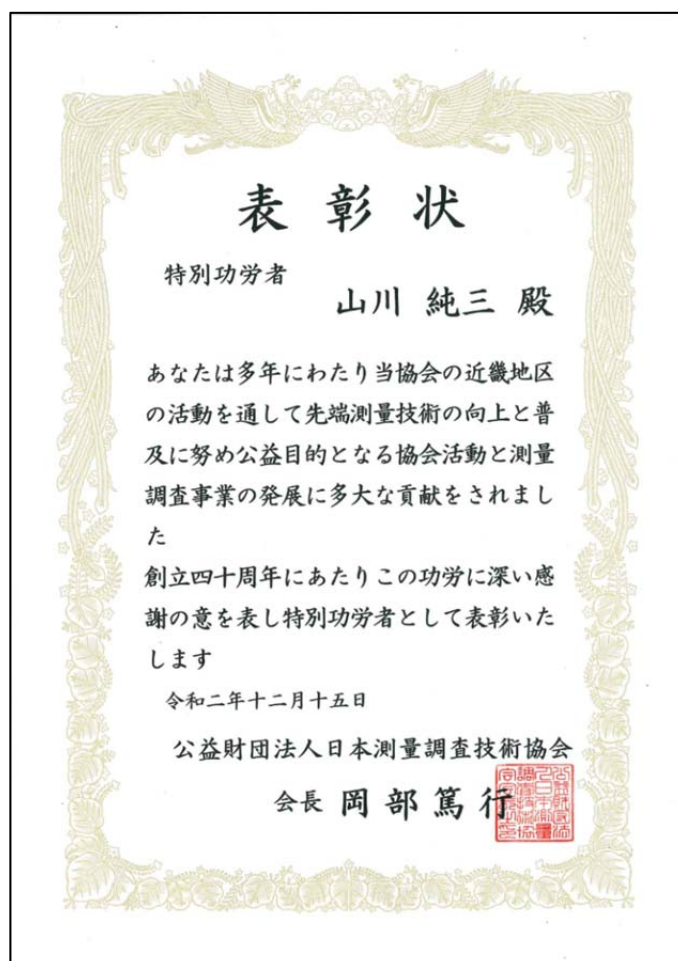 表彰状
特別功労者
山川 純三 殿
あなたは多年にわたり当協会の近畿地区
の活動を通して先端測量技術の向上と普
及に努め公益目的となる協会活動と測量
調査事業の発展に多大な貢献をされまし
た
創立四十周年にあたりこの功労に深い感
謝の意を表し特別功労者として表彰いた
します
令和二年十二月十五日
公益財団法人日本測量調査技術協会
会長 岡部篤行